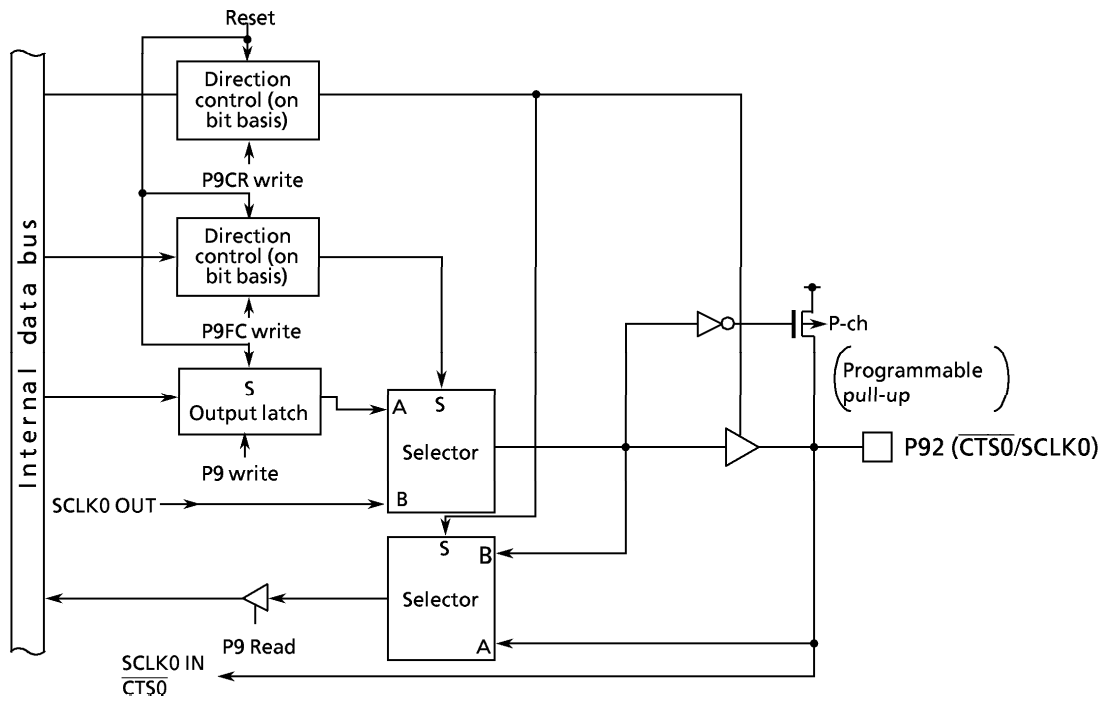 Reset
Direction
control (on
bit basis)
P9CR write
Direction
control (on
bit basis)
P9FC write
S
Output latch
P9 write
SCLK0 OUT
Internal data bus
A
S
Selector
B
S
B
Selector
A
P9 Read
SCLK0 IN
CTS0
P-ch
(Programmable
pull-up)
P92 (CTS0/SCLK0)